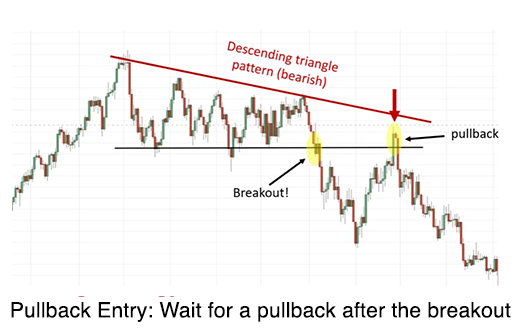 Descending triangle
pattern (bearish)
pullback
Breakout!
Pullback Entry: Wait for a pullback after the breakout